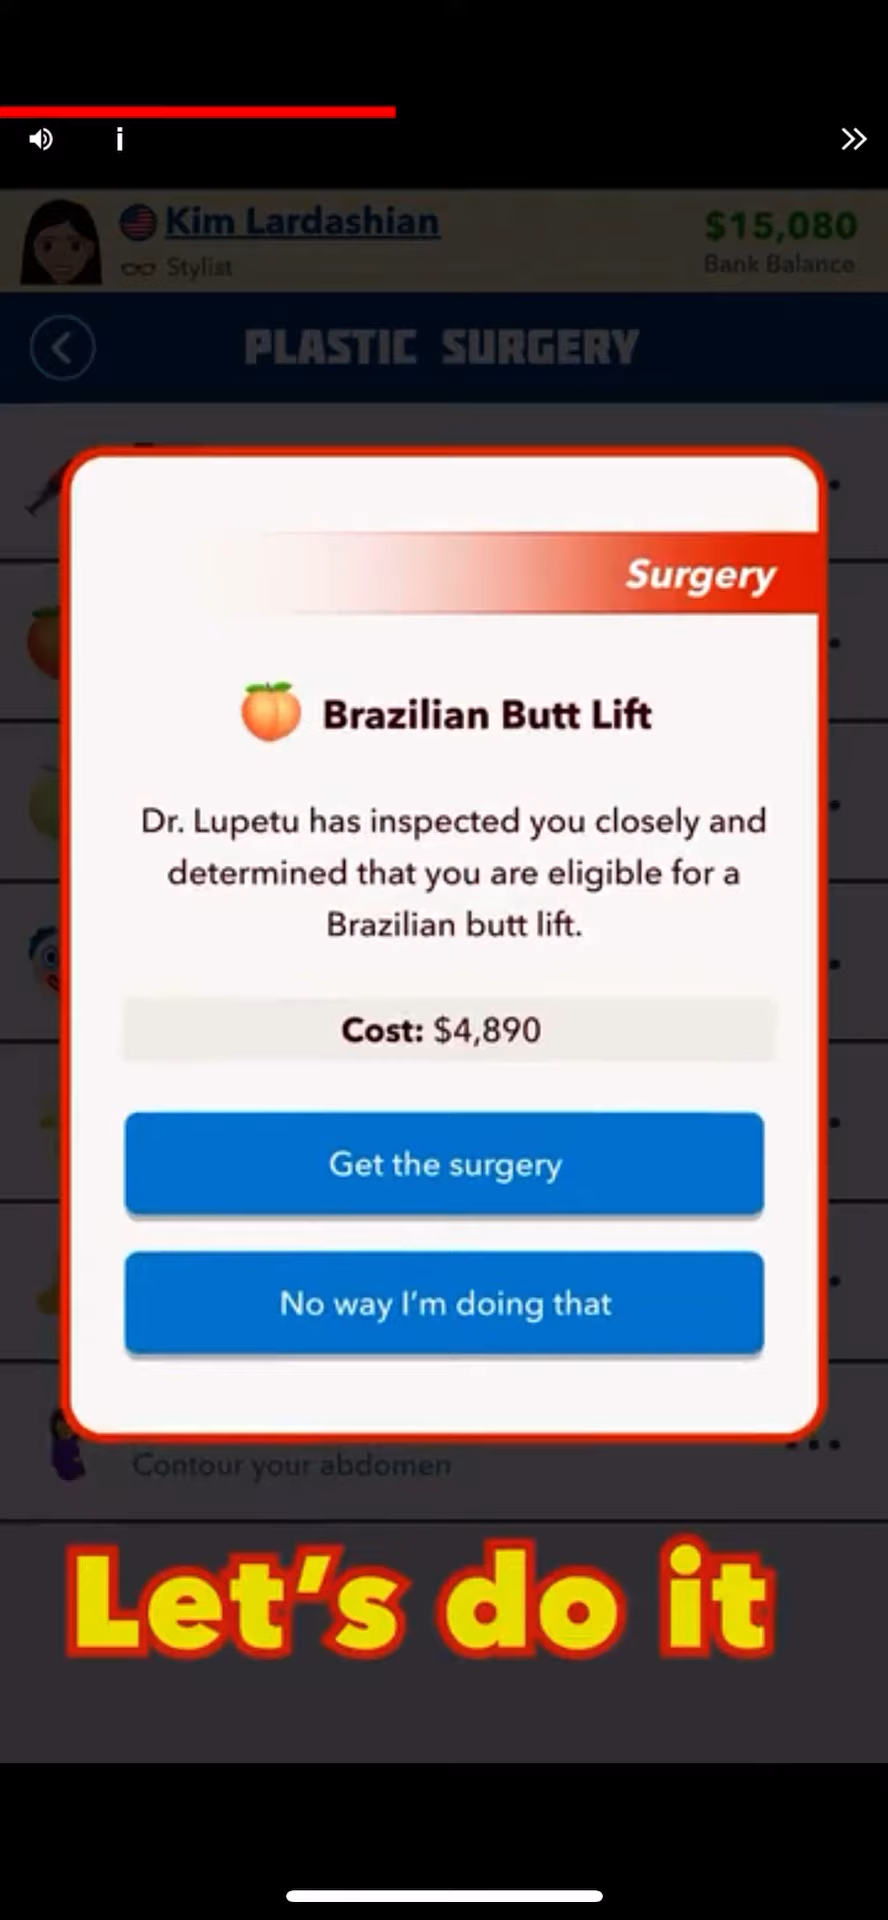 Kim Lardashian
$15,080
Stylist
Bank Balance
PLASTIC SURGERY
Surgery
Brazilian Butt Lift
Dr. Lupetu has inspected you closely and
determined that you are eligible for a
Brazilian butt lift.
Cost: $4,890
Get the surgery
No way I'm doing that
Contour your abdomen
Let's do it